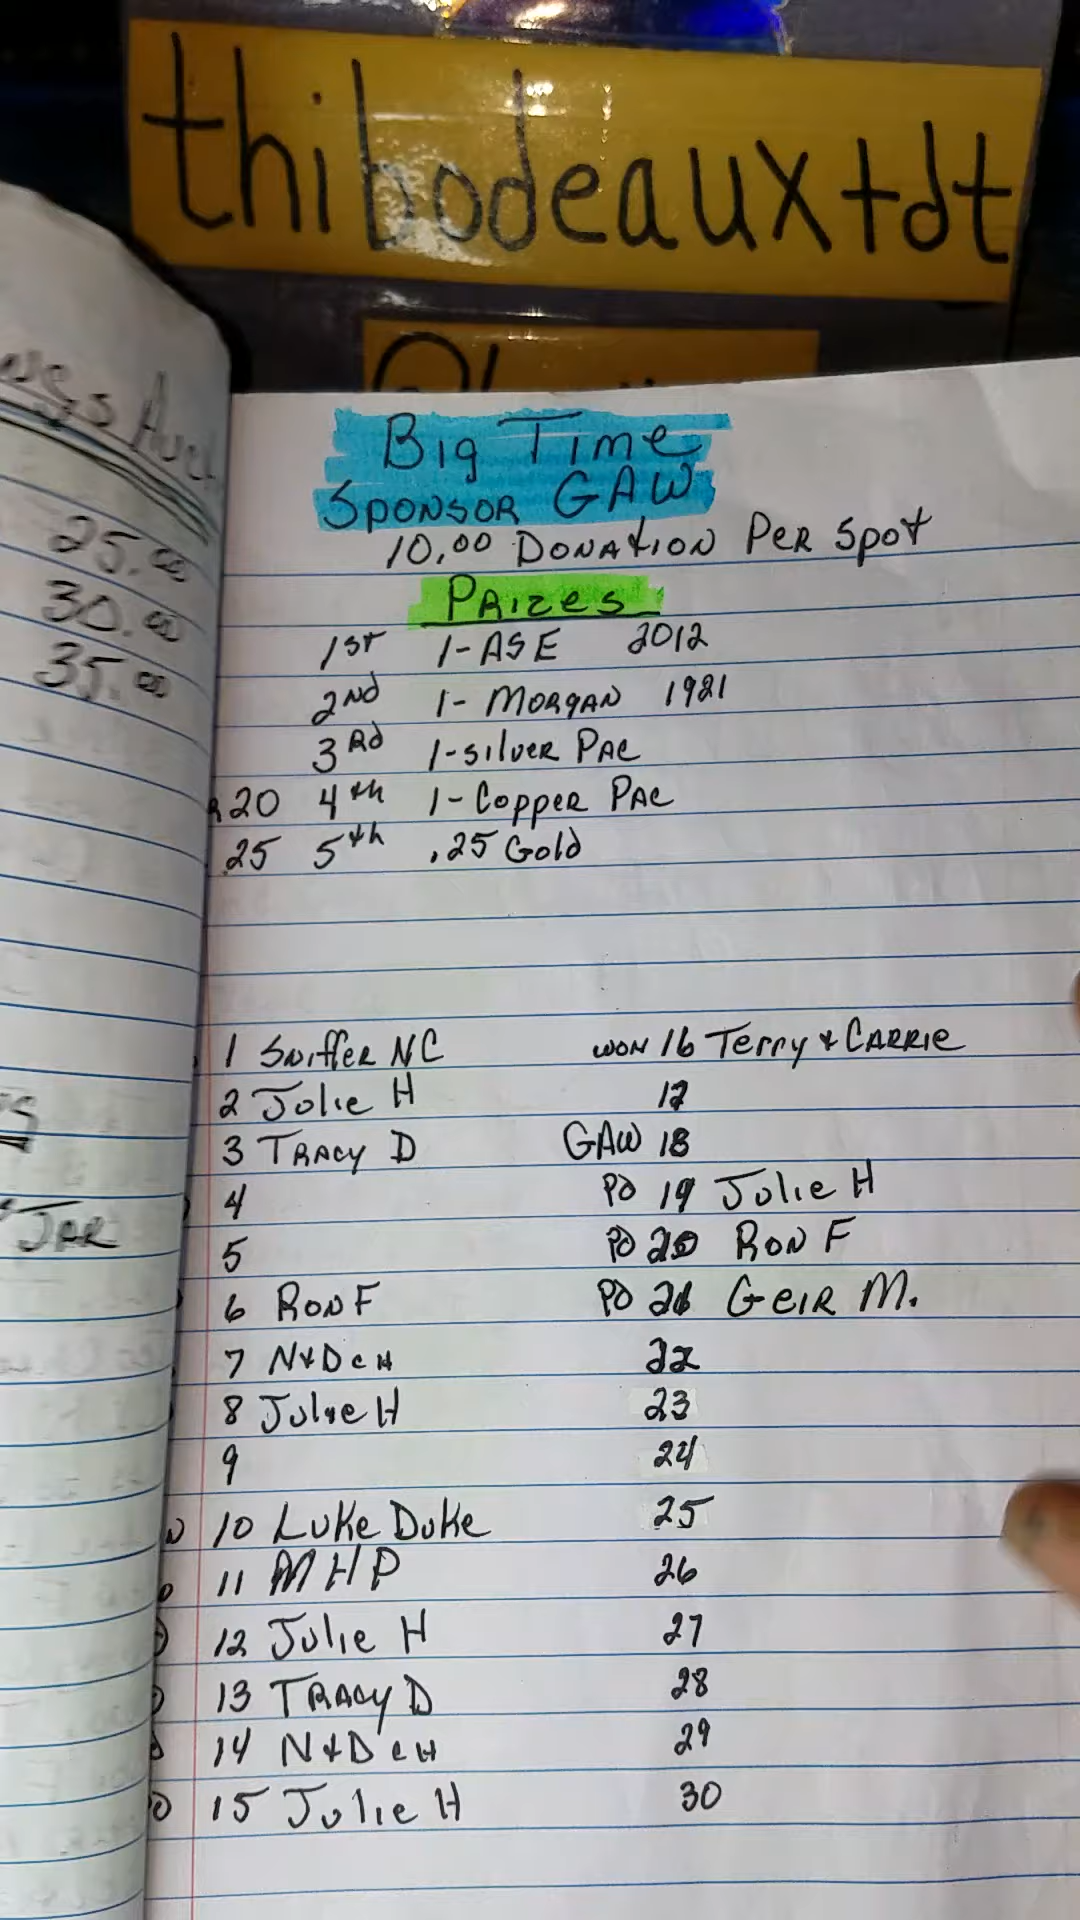 thibodeauxtdt
25.00
30.00
35.00
JAR
Big Time
Sponsor GAW
10.00 Donation Per Spot
Prizes
1st 1-ASE 2012
2nd 1-Morgan 1921
3rd 1-Silver Pac
20 4th 1-Copper Pac
.25 5th .25 Gold
1 Sniffer NC
2 Julie H
3 Tracy D
4
5
6 Ron F
7 N+D CH
8 Julie H
9
10 Luke Duke
11 MHP
12 Julie H
13 Tracy D
14 N+D CH
15 Julie H
won 16 Terry + Carrie
17
GAW 18
PD 19 Julie H
PD 20 Ron F
PD 21 Geir M.
22
23
24
25
26
27
28
29
30